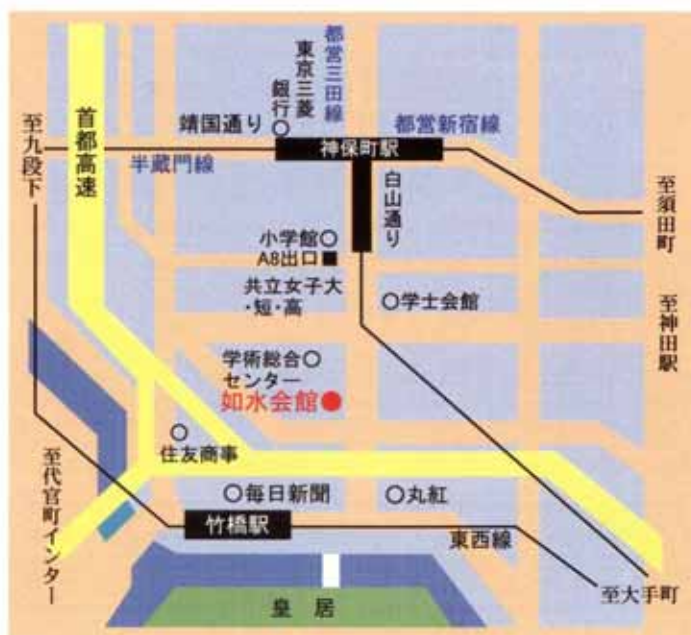 都営三田線
東京三菱
銀行
首都高速
靖国通り
都営新宿線
至九段下
神保町駅
半蔵門線
白山通り
至須田町
小学館
A8出口
共立女子大
・短・高
学士会館
至神田駅
学術総合
センター
如水会館
住友商事
至代官町インター
毎日新聞
丸紅
竹橋駅
東西線
皇居
至大手町